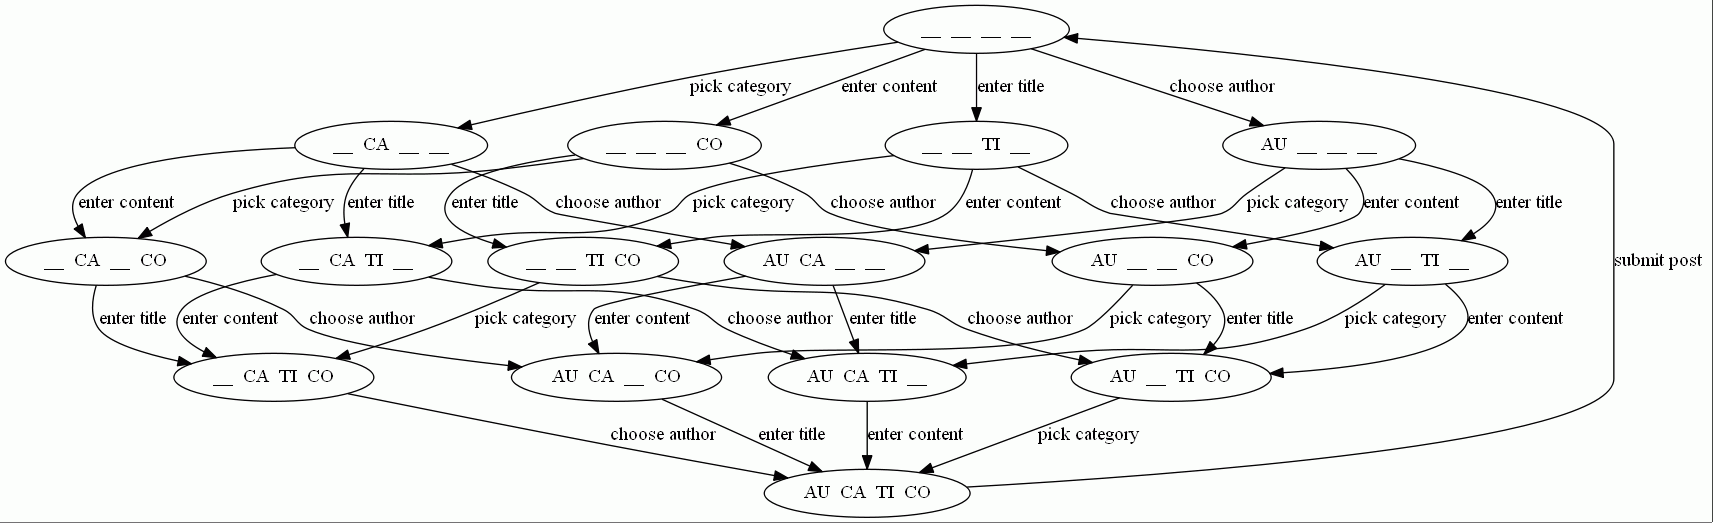 __ __ __ __
pick category
enter content
enter title
choose author
__ CA __ __
__ __ __ CO
__ __ TI __
AU __ __ __
enter content
pick category
enter title
enter title
choose author
pick category
choose author
enter content
choose author
pick category
enter content
enter title
__ CA __ CO
__ CA TI __
__ __ TI CO
AU CA __ __
AU __ __ CO
AU __ TI __
submit post
enter title
enter content
choose author
pick category
enter content
choose author
enter title
choose author
pick category
enter title
pick category
enter content
__ CA TI CO
AU CA __ CO
AU CA TI __
AU __ TI CO
choose author
enter title
enter content
pick category
AU CA TI CO